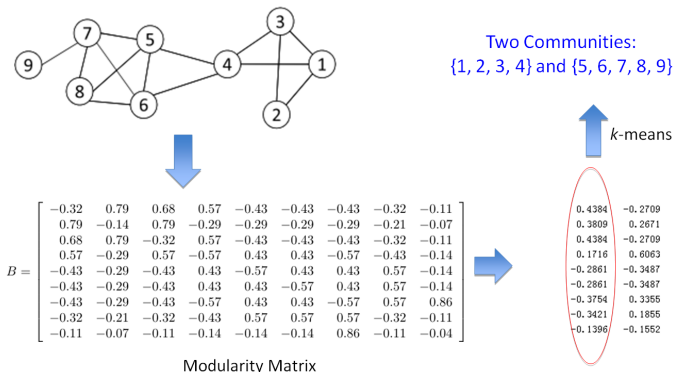 3
7
5
Two Communities:
{1, 2, 3, 4} and {5, 6, 7, 8, 9}
9
4
1
8
6
2
k-means
−0.32 0.79 0.68 0.57 −0.43 −0.43 −0.43 −0.32 −0.11
0.79 −0.14 0.79 −0.29 −0.29 −0.29 −0.29 −0.21 −0.07
0.68 0.79 −0.32 0.57 −0.43 −0.43 −0.43 −0.32 −0.11
0.57 −0.29 0.57 −0.57 0.43 0.43 −0.57 −0.43 −0.14
B = −0.43 −0.29 −0.43 0.43 −0.57 0.43 0.43 0.57 −0.14
−0.43 −0.29 −0.43 0.43 0.43 −0.57 0.43 0.57 −0.14
−0.43 −0.29 −0.43 −0.57 0.43 0.43 −0.57 0.57 0.86
−0.32 −0.21 −0.32 −0.43 0.57 0.57 0.57 −0.32 −0.11
−0.11 −0.07 −0.11 −0.14 −0.14 −0.14 0.86 −0.11 −0.04
0.4384 −0.2709
0.3809 0.2671
0.4384 −0.2709
0.1716 0.6063
−0.2861 −0.3487
−0.2861 −0.3487
−0.3754 0.3355
−0.3421 0.1855
−0.1396 −0.1552
Modularity Matrix